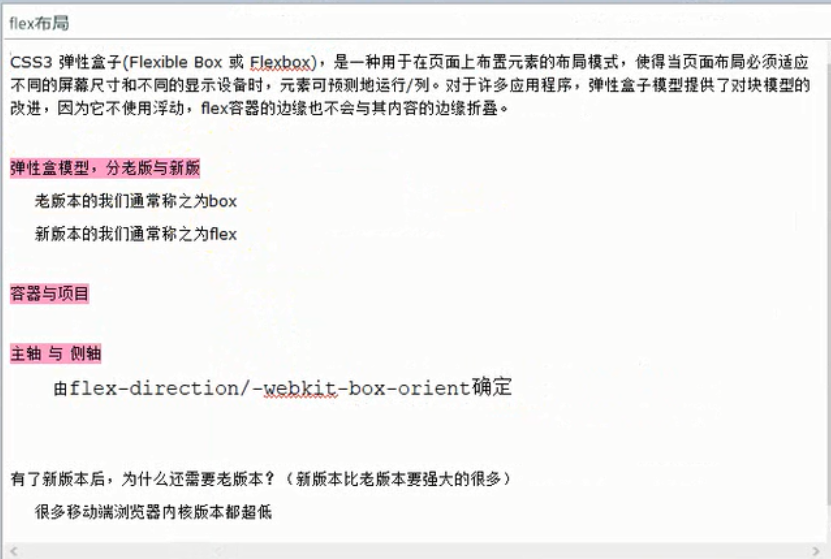 flex布局
CSS3 弹性盒子(Flexible Box 或 Flexbox)，是一种用于在页面上布置元素的布局模式，使得当页面布局必须适应
不同的屏幕尺寸和不同的显示设备时，元素可预测地运行/列。对于许多应用程序，弹性盒子模型提供了对块模型的
改进，因为它不使用浮动，flex容器的边缘也不会与其内容的边缘折叠。
弹性盒模型，分老版与新版
老版本的我们通常称之为box
新版本的我们通常称之为flex
容器与项目
主轴 与 侧轴
由flex-direction/-webkit-box-orient确定
有了新版本后，为什么还需要老版本？（新版本比老版本要强大的很多）
很多移动端浏览器内核版本都超低